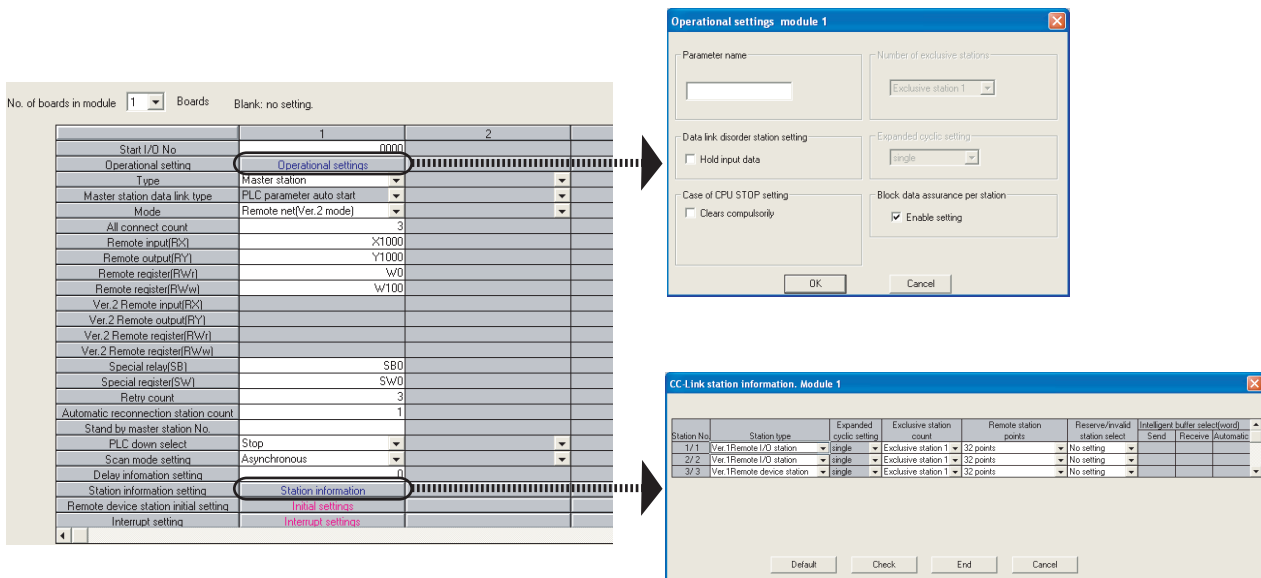 No. of boards in module 1 Boards Blank: no setting.
1 2
Start I/O No 0000
Operational setting Operational settings
Type Master station
Master station data link type PLC parameter auto start
Mode Remote net(Ver.2 mode)
All connect count 3
Remote input(RX) X1000
Remote output(RY) Y1000
Remote register(RWr) W0
Remote register(RWw) W100
Ver.2 Remote input(RX)
Ver.2 Remote output(RY)
Ver.2 Remote register(RWr)
Ver.2 Remote register(RWw)
Special relay(SB) SB0
Special register(SW) SW0
Retry count 3
Automatic reconnection station count 1
Stand by master station No.
PLC down select Stop
Scan mode setting Asynchronous
Delay infomation setting 0
Station information setting Station information
Remote device station initial setting Initial settings
Interrupt setting Interrupt settings
Operational settings module 1
Parameter name
Number of exclusive stations
Exclusive station 1
Data link disorder station setting
Hold input data
Expanded cyclic setting
single
Case of CPU STOP setting
Clears compulsorily
Block data assurance per station
Enable setting
OK Cancel
CC-Link station information. Module 1
Station No. Station type Expanded cyclic setting Exclusive station count Remote station points Reserve/invalid station select Intelligent buffer select(word) Send Receive Automatic
1/1 Ver.1Remote I/O station single Exclusive station 1 32 points No setting
2/2 Ver.1Remote I/O station single Exclusive station 1 32 points No setting
3/3 Ver.1Remote device station single Exclusive station 1 32 points No setting
Default Check End Cancel